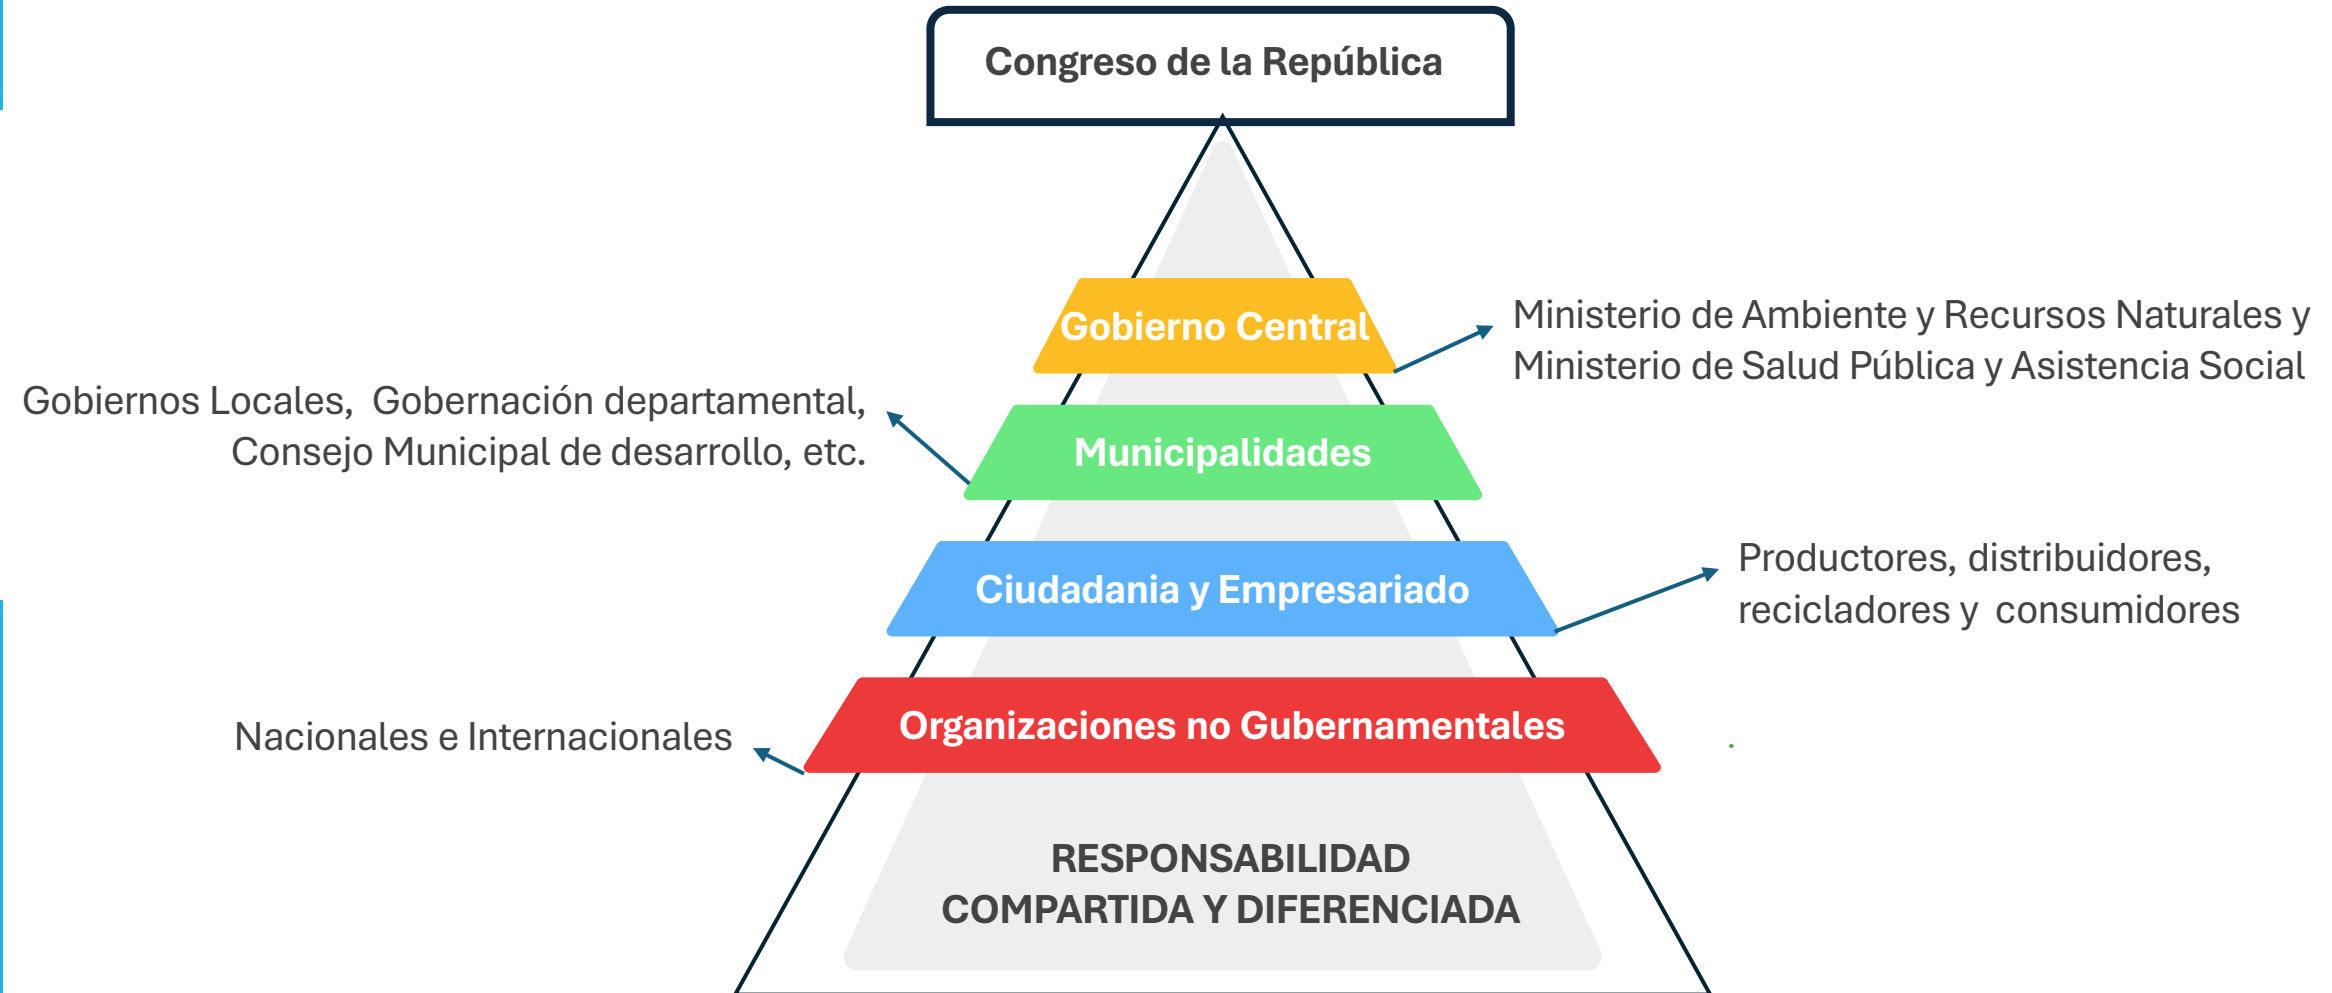 Congreso de la República
Gobierno Central
Ministerio de Ambiente y Recursos Naturales y
Ministerio de Salud Pública y Asistencia Social
Gobiernos Locales,  Gobernación departamental,
Consejo Municipal de desarrollo, etc.
Municipalidades
Productores, distribuidores,
recicladores y  consumidores
Ciudadania y Empresariado
Organizaciones no Gubernamentales
Nacionales e Internacionales
RESPONSABILIDAD
COMPARTIDA Y DIFERENCIADA